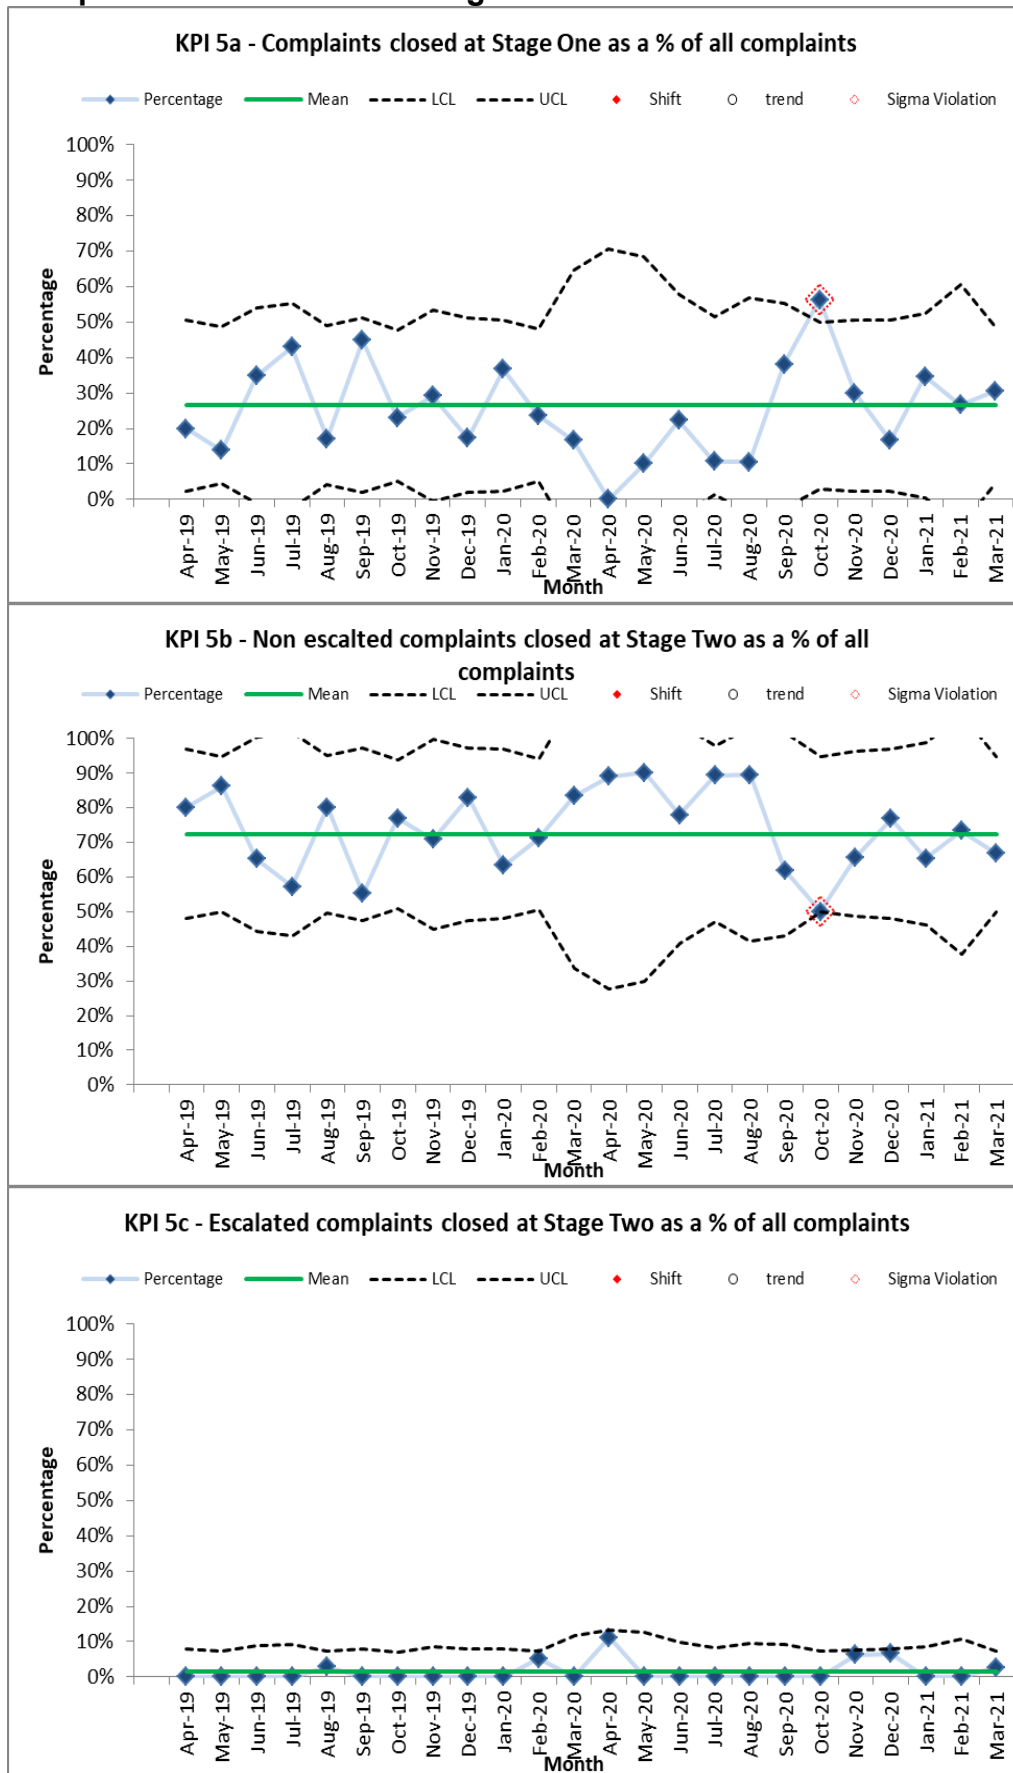 KPI 5a - Complaints closed at Stage One as a % of all complaints
Percentage Mean LCL UCL Shift trend Sigma Violation
100%
90%
80%
70%
60%
50%
40%
30%
20%
10%
0%
Percentage
Apr-19 May-19 Jun-19 Jul-19 Aug-19 Sep-19 Oct-19 Nov-19 Dec-19 Jan-20 Feb-20 Mar-20 Apr-20 May-20 Jun-20 Jul-20 Aug-20 Sep-20 Oct-20 Nov-20 Dec-20 Jan-21 Feb-21 Mar-21
Month
KPI 5b - Non escalted complaints closed at Stage Two as a % of all
complaints
Percentage Mean LCL UCL Shift trend Sigma Violation
100%
90%
80%
70%
60%
50%
40%
30%
20%
10%
0%
Percentage
Apr-19 May-19 Jun-19 Jul-19 Aug-19 Sep-19 Oct-19 Nov-19 Dec-19 Jan-20 Feb-20 Mar-20 Apr-20 May-20 Jun-20 Jul-20 Aug-20 Sep-20 Oct-20 Nov-20 Dec-20 Jan-21 Feb-21 Mar-21
Month
KPI 5c - Escalated complaints closed at Stage Two as a % of all complaints
Percentage Mean LCL UCL Shift trend Sigma Violation
100%
90%
80%
70%
60%
50%
40%
30%
20%
10%
0%
Percentage
Apr-19 May-19 Jun-19 Jul-19 Aug-19 Sep-19 Oct-19 Nov-19 Dec-19 Jan-20 Feb-20 Mar-20 Apr-20 May-20 Jun-20 Jul-20 Aug-20 Sep-20 Oct-20 Nov-20 Dec-20 Jan-21 Feb-21 Mar-21
Month